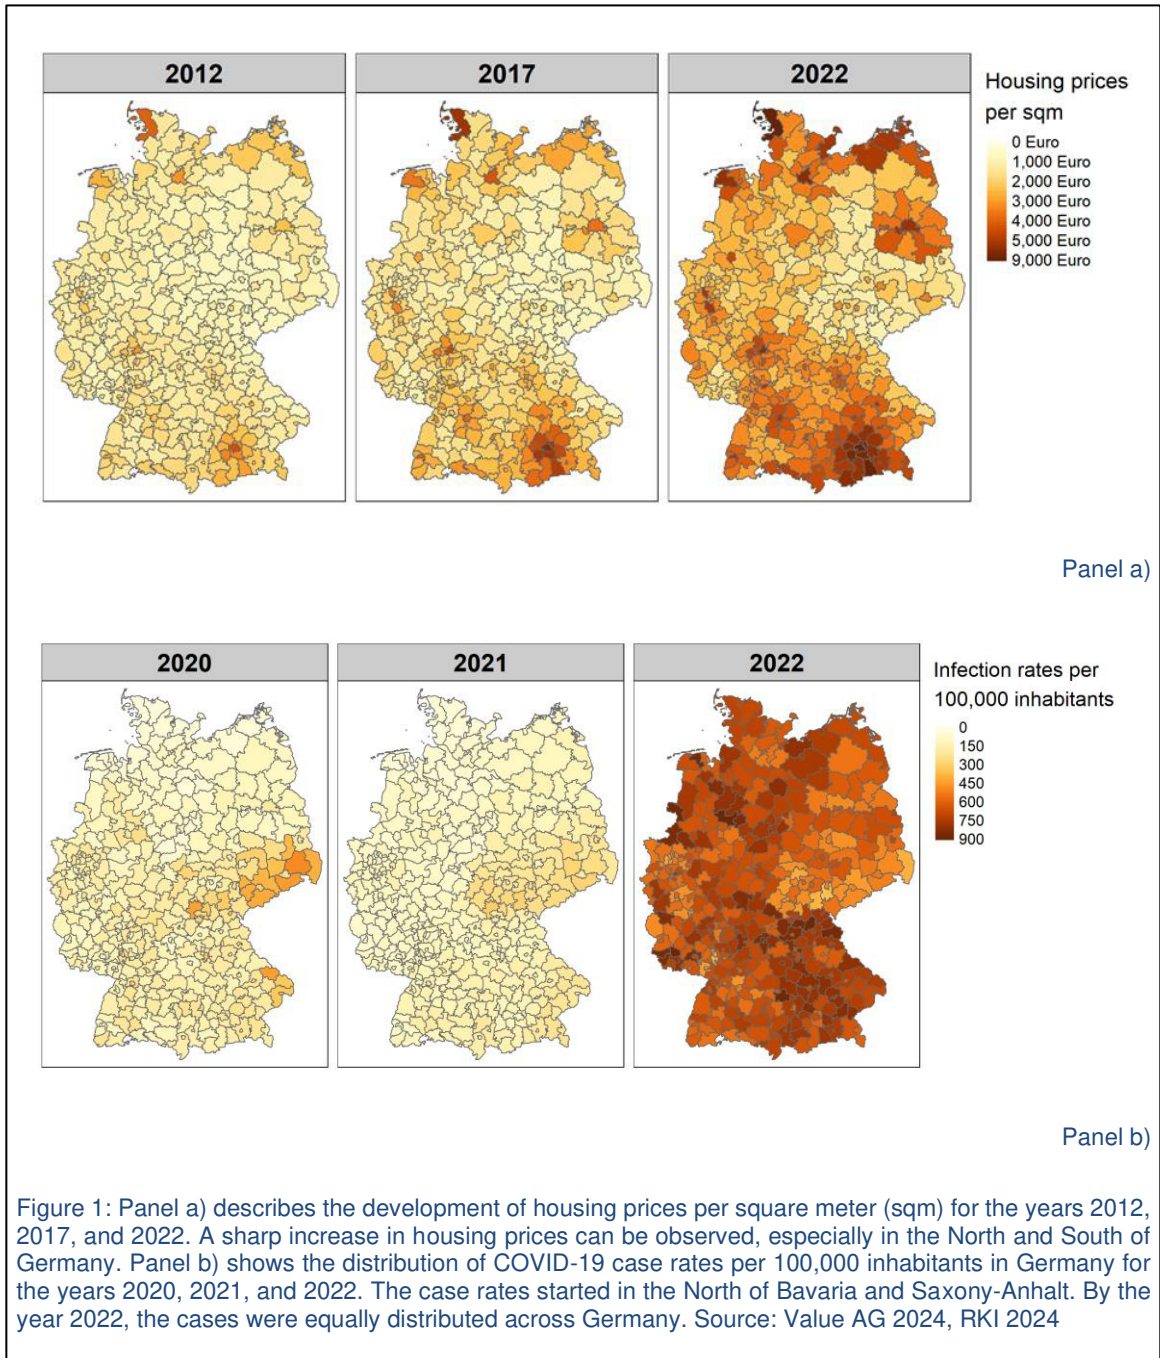 2012
2017
2022
Housing prices
per sqm
0 Euro
1,000 Euro
2,000 Euro
3,000 Euro
4,000 Euro
5,000 Euro
9,000 Euro
Panel a)
2020
2021
2022
Infection rates per
100,000 inhabitants
0
150
300
450
600
750
900
Panel b)
Figure 1: Panel a) describes the development of housing prices per square meter (sqm) for the years 2012,
2017, and 2022. A sharp increase in housing prices can be observed, especially in the North and South of
Germany. Panel b) shows the distribution of COVID-19 case rates per 100,000 inhabitants in Germany for
the years 2020, 2021, and 2022. The case rates started in the North of Bavaria and Saxony-Anhalt. By the
year 2022, the cases were equally distributed across Germany. Source: Value AG 2024, RKI 2024